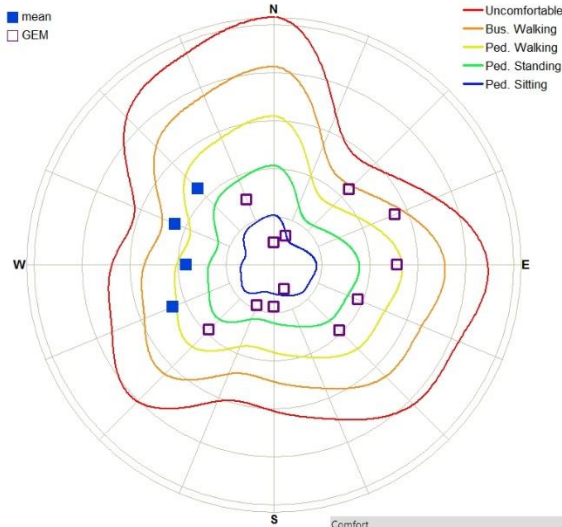 mean
GEM
N
Uncomfortable
Bus. Walking
Ped. Walking
Ped. Standing
Ped. Sitting
W
E
S
Comfort